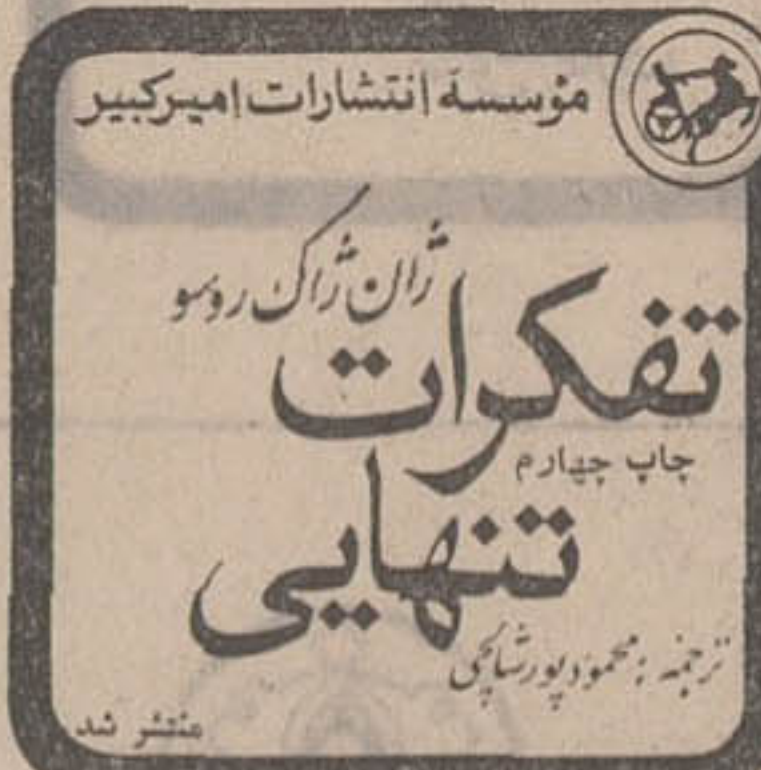 مؤسسهٔ انتشارات امیرکبیر
ژان ژاک روسو
تفکرات
چاپ چهارم
تنهایی
ترجمه: محمود پورشالچی
منتشر شد